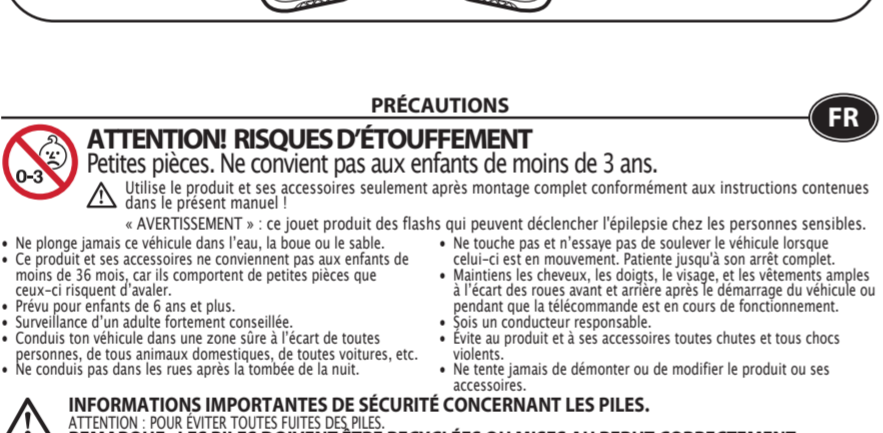 PRÉCAUTIONS
FR
ATTENTION! RISQUES D'ÉTOUFFEMENT
0-3
Petites pièces. Ne convient pas aux enfants de moins de 3 ans.
Utilise le produit et ses accessoires seulement après montage complet conformément aux instructions contenues
dans le présent manuel !
« AVERTISSEMENT » : ce jouet produit des flashs qui peuvent déclencher l'épilepsie chez les personnes sensibles.
• Ne plonge jamais ce véhicule dans l'eau, la boue ou le sable.
• Ce produit et ses accessoires ne conviennent pas aux enfants de
moins de 36 mois, car ils comportent de petites pièces que
ceux-ci risquent d'avaler.
• Prévu pour enfants de 6 ans et plus.
• Surveillance d'un adulte fortement conseillée.
• Conduis ton véhicule dans une zone sûre à l'écart de toutes
personnes, de tous animaux domestiques, de toutes voitures, etc.
• Ne conduis pas dans les rues après la tombée de la nuit.
• Ne touche pas et n'essaye pas de soulever le véhicule lorsque
celui-ci est en mouvement. Patiente jusqu'à son arrêt complet.
• Maintiens les cheveux, les doigts, le visage, et les vêtements amples
à l'écart des roues avant et arrière après le démarrage du véhicule ou
pendant que la télécommande est en cours de fonctionnement.
• Sois un conducteur responsable.
• Évite au produit et à ses accessoires toutes chutes et tous chocs
violents.
• Ne tente jamais de démonter ou de modifier le produit ou ses
accessoires.
INFORMATIONS IMPORTANTES DE SÉCURITÉ CONCERNANT LES PILES.
ATTENTION : POUR ÉVITER TOUTES FUITES DES PILES.
REMARQUE : LES PILES DOIVENT ÊTRE RECYCLÉES OU MISES AU REBUT CORRECTEMENT